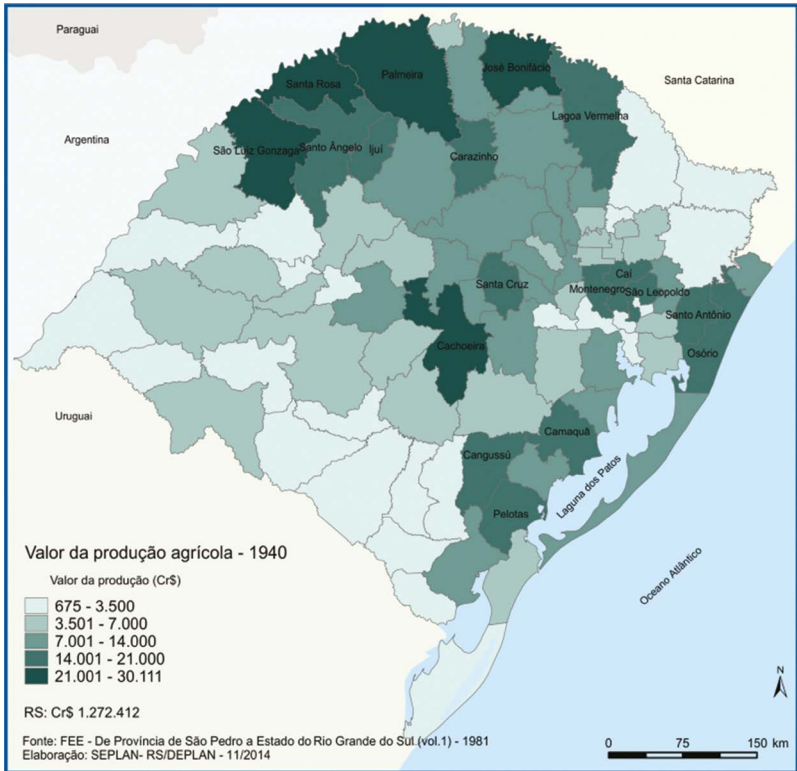 Paraguai
Santa Catarina
Argentina
Uruguai
José Bonifácio
Palmeira
Santa Rosa
Lagoa Vermelha
São Luiz Gonzaga
Santo Ângelo
Ijuí
Carazinho
Santa Cruz
Caí
Montenegro
São Leopoldo
Santo Antônio
Osório
Cachoeira
Camaquã
Cangussú
Pelotas
Laguna dos Patos
Oceano Atlântico
Valor da produção agrícola - 1940
Valor da produção (Cr$)
675 - 3.500
3.501 - 7.000
7.001 - 14.000
14.001 - 21.000
21.001 - 30.111
RS: Cr$ 1.272.412
Fonte: FEE - De Província de São Pedro a Estado do Rio Grande do Sul (vol.1) - 1981
Elaboração: SEPLAN- RS/DEPLAN - 11/2014
N
0 75 150 km